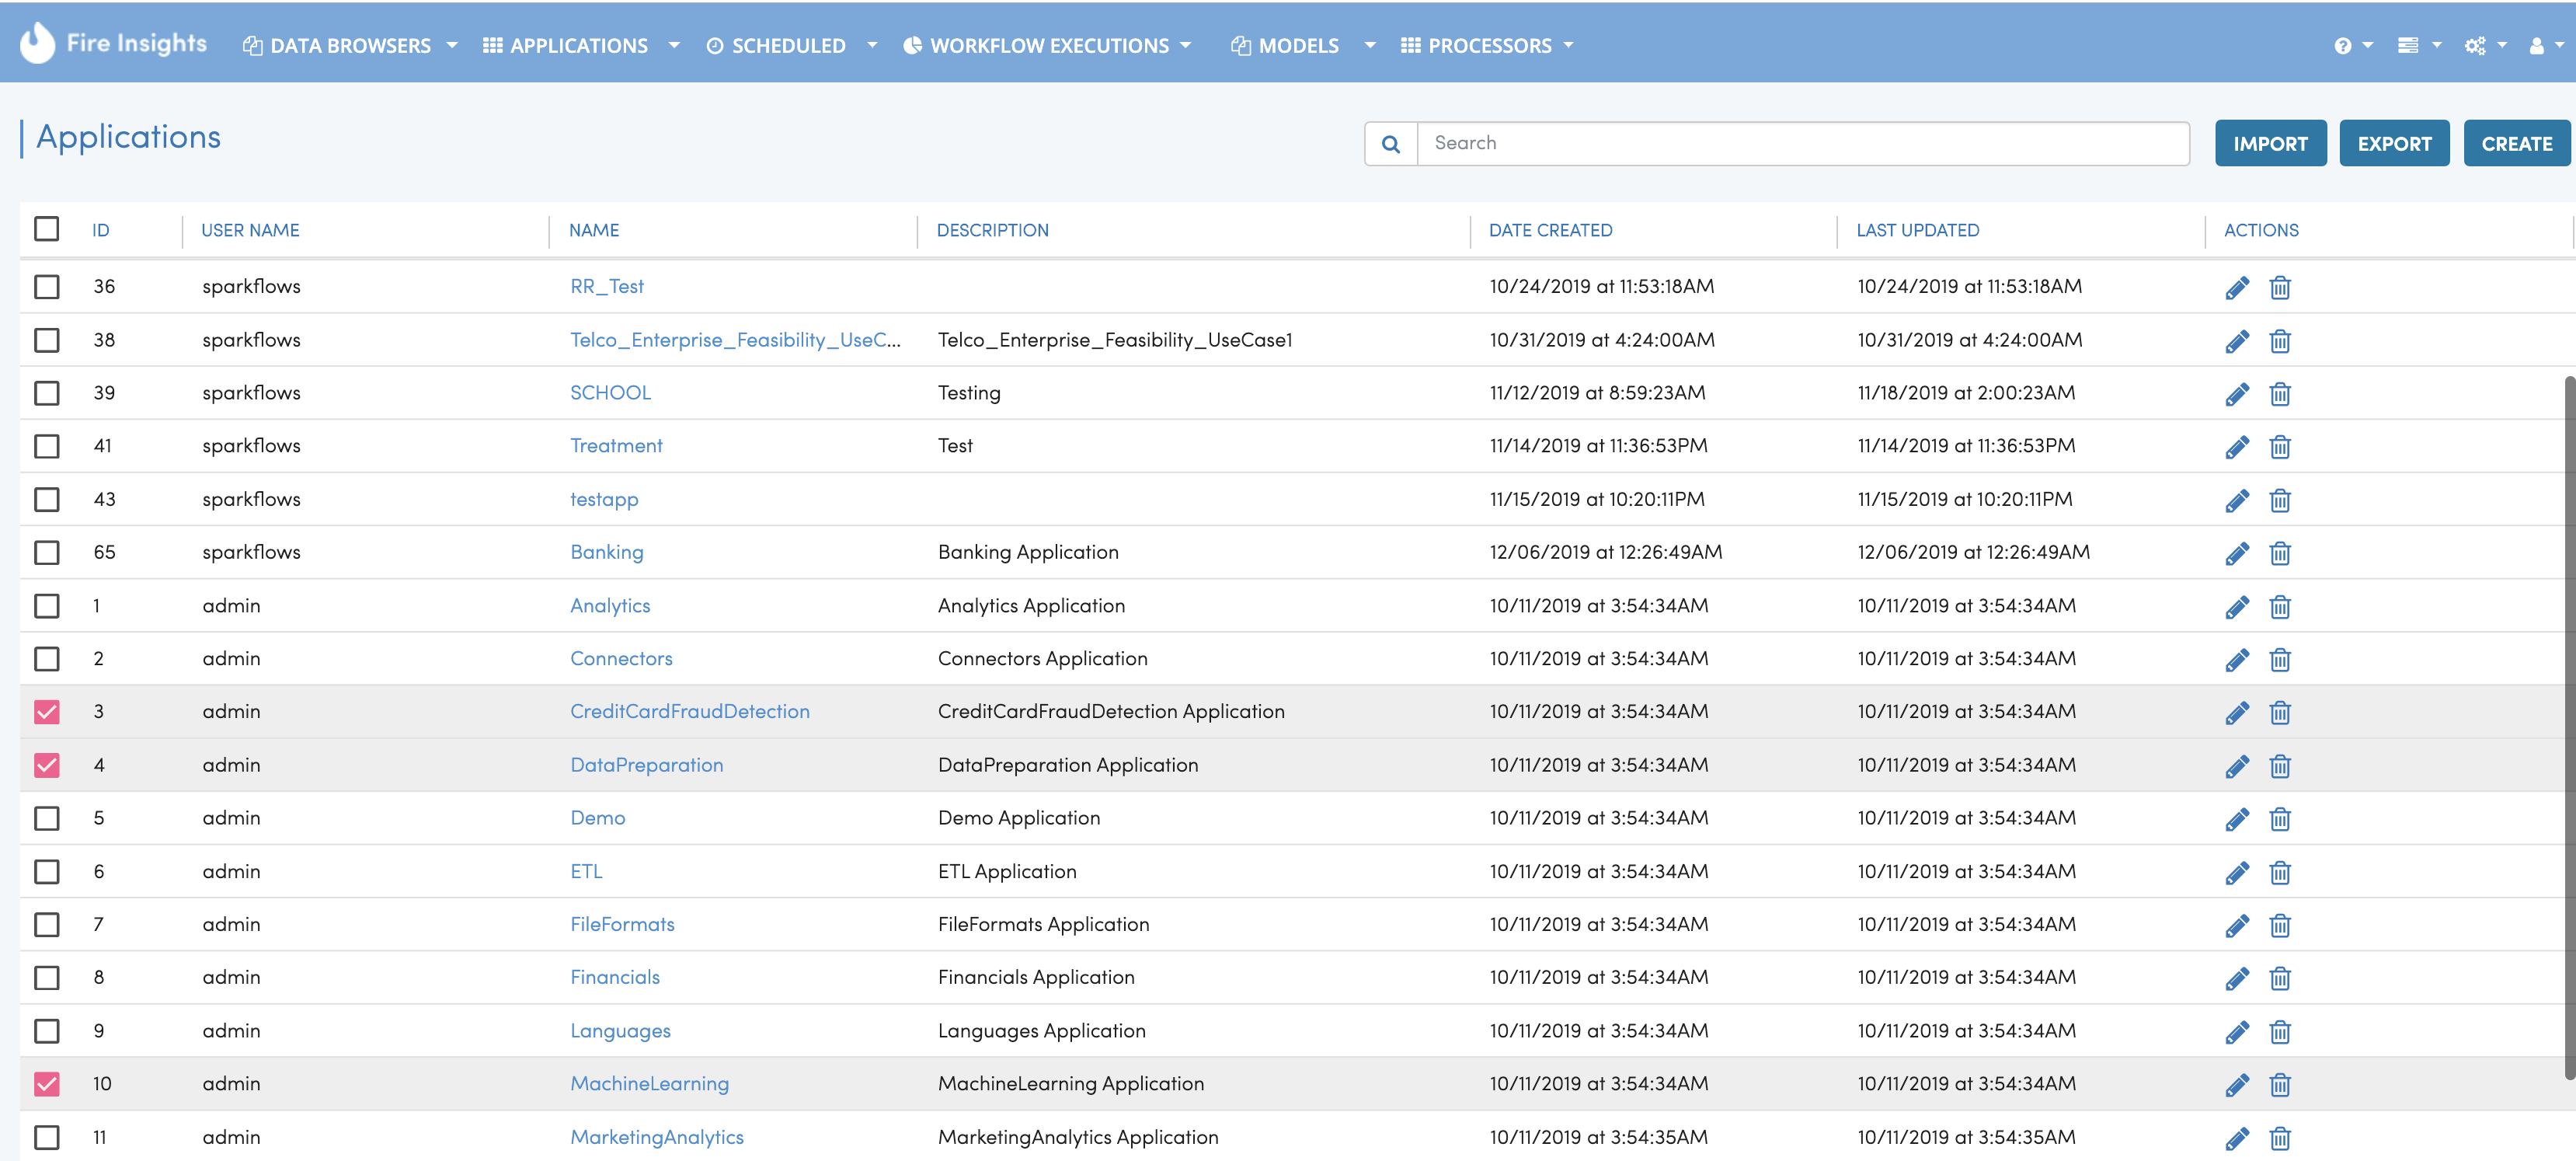 Fire Insights DATA BROWSERS APPLICATIONS SCHEDULED WORKFLOW EXECUTIONS MODELS PROCESSORS
Applications Search IMPORT EXPORT CREATE
ID USER NAME NAME DESCRIPTION DATE CREATED LAST UPDATED ACTIONS
36 sparkflows RR_Test 10/24/2019 at 11:53:18AM 10/24/2019 at 11:53:18AM
38 sparkflows Telco_Enterprise_Feasibility_UseC... Telco_Enterprise_Feasibility_UseCase1 10/31/2019 at 4:24:00AM 10/31/2019 at 4:24:00AM
39 sparkflows SCHOOL Testing 11/12/2019 at 8:59:23AM 11/18/2019 at 2:00:23AM
41 sparkflows Treatment Test 11/14/2019 at 11:36:53PM 11/14/2019 at 11:36:53PM
43 sparkflows testapp 11/15/2019 at 10:20:11PM 11/15/2019 at 10:20:11PM
65 sparkflows Banking Banking Application 12/06/2019 at 12:26:49AM 12/06/2019 at 12:26:49AM
1 admin Analytics Analytics Application 10/11/2019 at 3:54:34AM 10/11/2019 at 3:54:34AM
2 admin Connectors Connectors Application 10/11/2019 at 3:54:34AM 10/11/2019 at 3:54:34AM
3 admin CreditCardFraudDetection CreditCardFraudDetection Application 10/11/2019 at 3:54:34AM 10/11/2019 at 3:54:34AM
4 admin DataPreparation DataPreparation Application 10/11/2019 at 3:54:34AM 10/11/2019 at 3:54:34AM
5 admin Demo Demo Application 10/11/2019 at 3:54:34AM 10/11/2019 at 3:54:34AM
6 admin ETL ETL Application 10/11/2019 at 3:54:34AM 10/11/2019 at 3:54:34AM
7 admin FileFormats FileFormats Application 10/11/2019 at 3:54:34AM 10/11/2019 at 3:54:34AM
8 admin Financials Financials Application 10/11/2019 at 3:54:34AM 10/11/2019 at 3:54:34AM
9 admin Languages Languages Application 10/11/2019 at 3:54:34AM 10/11/2019 at 3:54:34AM
10 admin MachineLearning MachineLearning Application 10/11/2019 at 3:54:34AM 10/11/2019 at 3:54:34AM
11 admin MarketingAnalytics MarketingAnalytics Application 10/11/2019 at 3:54:35AM 10/11/2019 at 3:54:35AM